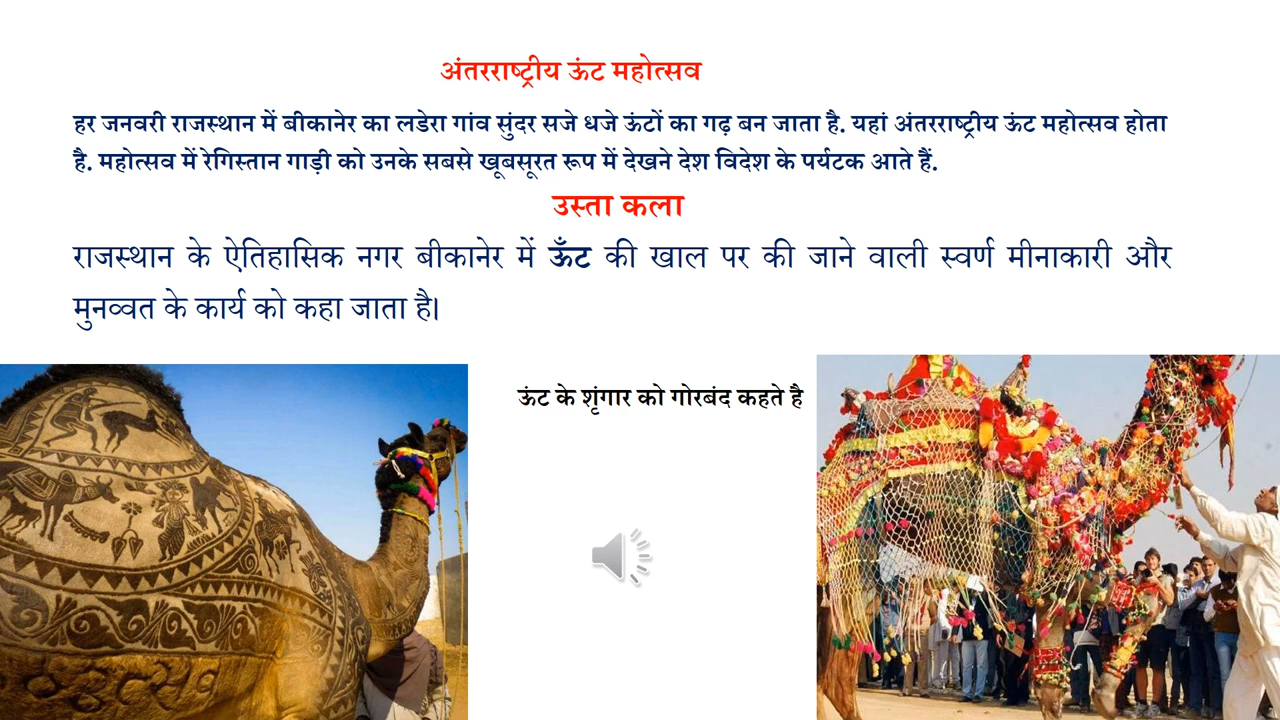 अंतरराष्ट्रीय ऊंट महोत्सव
हर जनवरी राजस्थान में बीकानेर का लडेरा गांव सुंदर सजे धजे ऊंटों का गढ़ बन जाता है. यहां अंतरराष्ट्रीय ऊंट महोत्सव होता
है. महोत्सव में रेगिस्तान गाड़ी को उनके सबसे खूबसूरत रूप में देखने देश विदेश के पर्यटक आते हैं.
उस्ता कला
राजस्थान के ऐतिहासिक नगर बीकानेर में ऊँट की खाल पर की जाने वाली स्वर्ण मीनाकारी और
मुनव्वत के कार्य को कहा जाता है।
ऊंट के शृंगार को गोरबंद कहते है